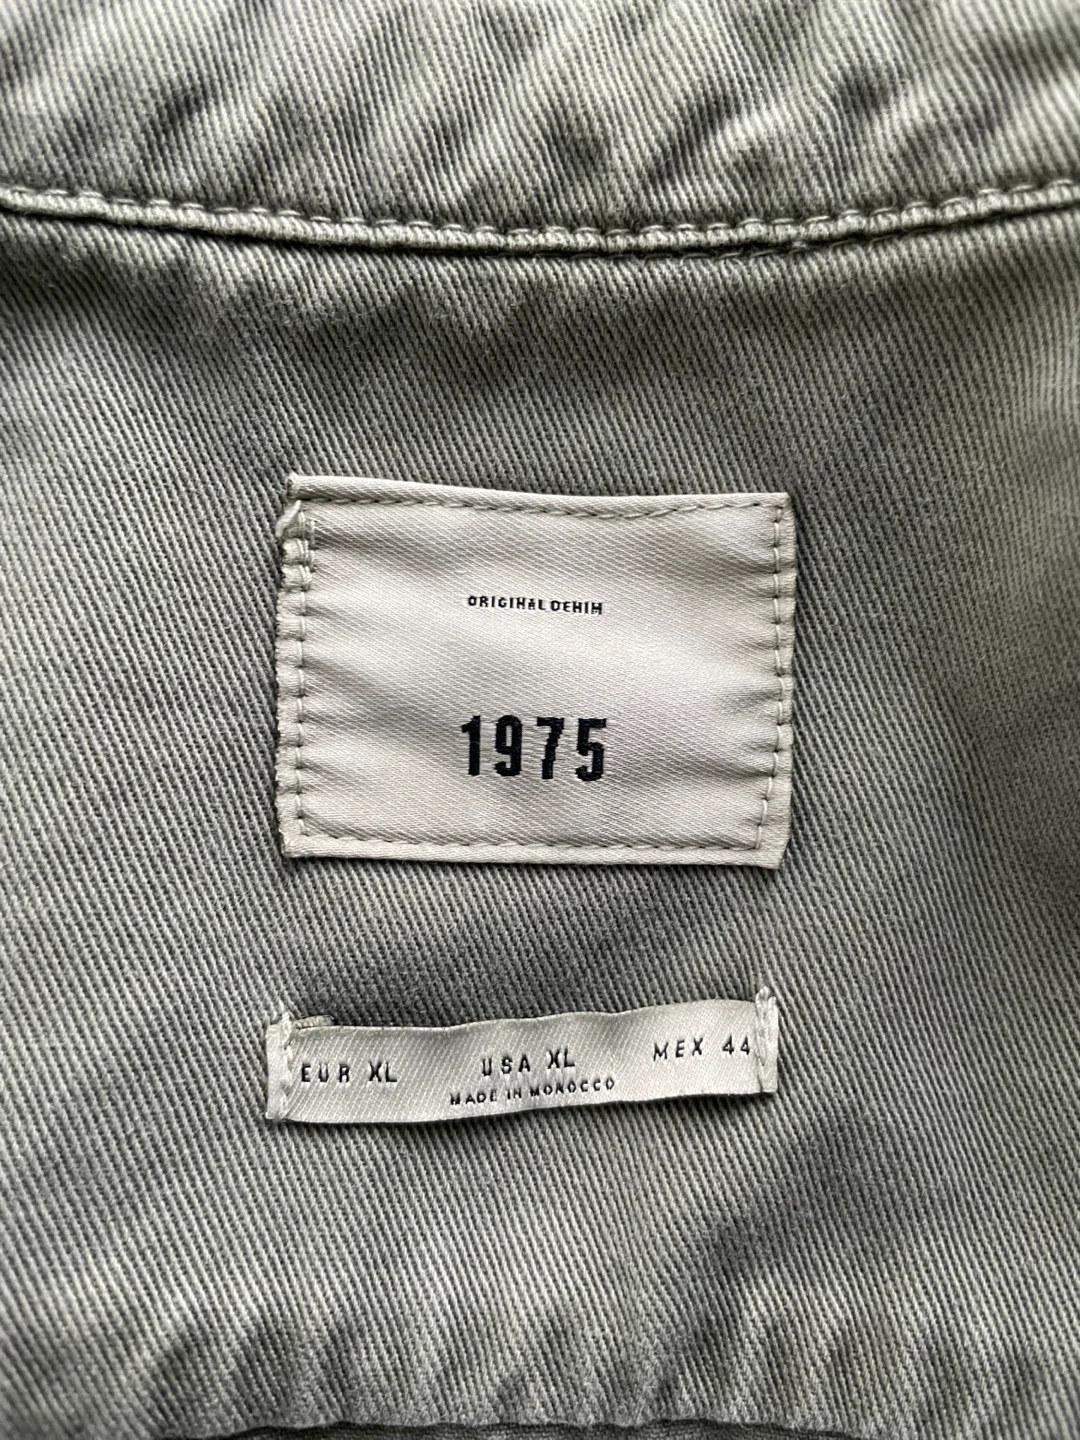 ORIGINAL DENIM
1975
EUR XL USA XL MEX 44
MADE IN MOROCCO